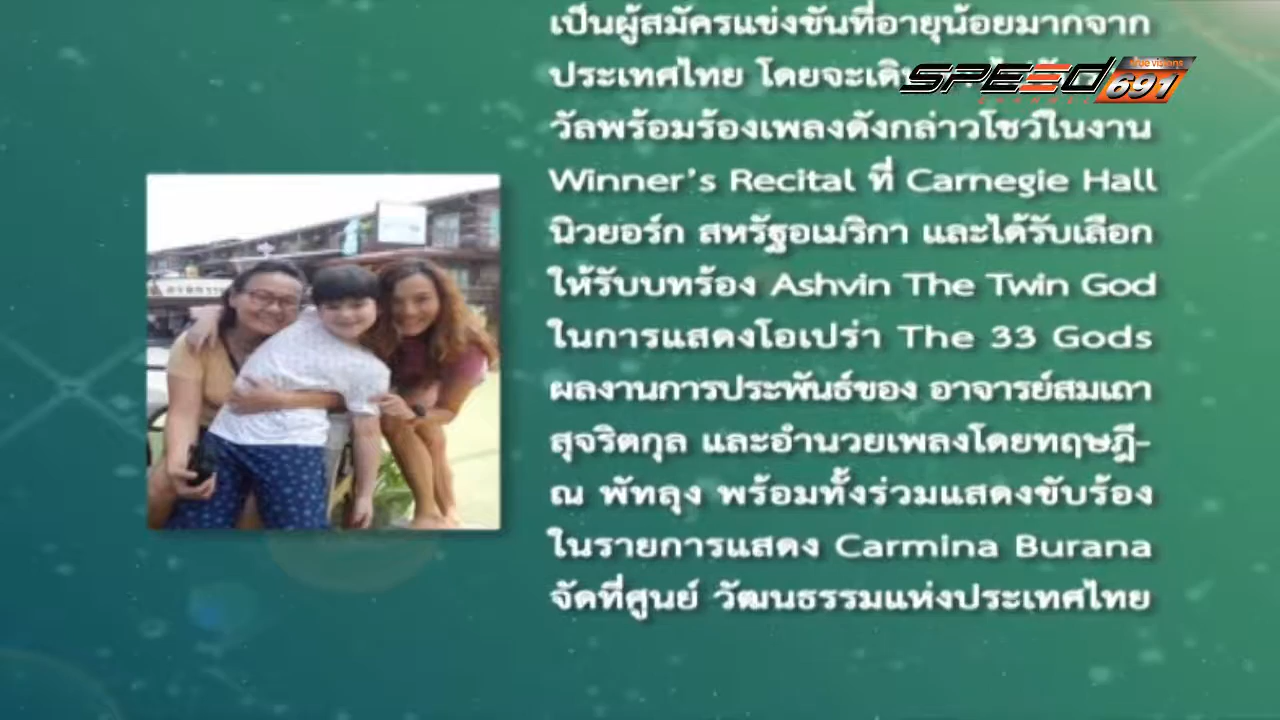 เป็นผู้สมัครแข่งขันที่อายุน้อยมากจาก
ประเทศไทย โดยจะเดิน
SPEED
true visions
691
CHANNEL
วัลพร้อมร้องเพลงดังกล่าวโชว์ในงาน
Winner's Recital ที่ Carnegie Hall
นิวยอร์ก สหรัฐอเมริกา และได้รับเลือก
ให้รับบทร้อง Ashvin The Twin God
ในการแสดงโอเปร่า The 33 Gods
ผลงานการประพันธ์ของ อาจารย์สมเถา
สุจริตกุล และอำนวยเพลงโดยทฤษฎี-
ณ พัทลุง พร้อมทั้งร่วมแสดงขับร้อง
ในรายการแสดง Carmina Burana
จัดที่ศูนย์ วัฒนธรรมแห่งประเทศไทย